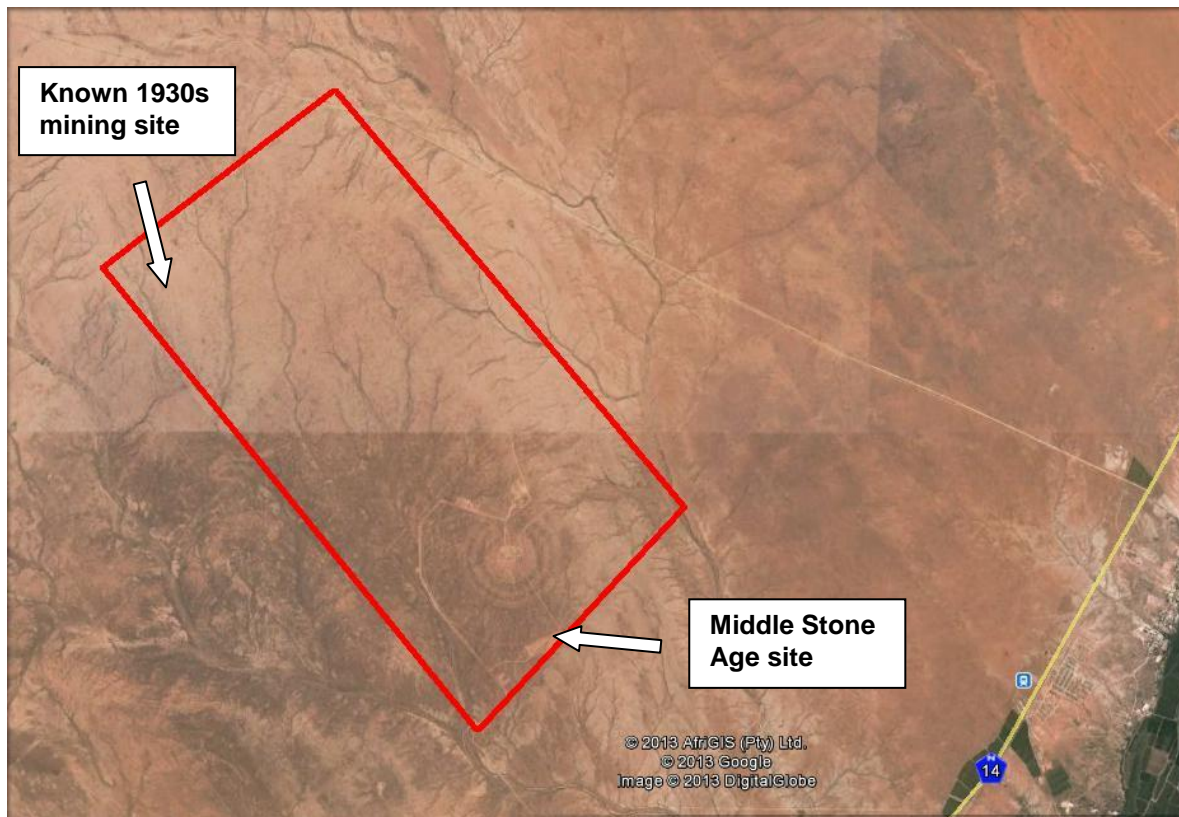 Known 1930s
mining site
Middle Stone
Age site
© 2013 AfriGIS (Pty) Ltd.
© 2013 Google
Image © 2013 DigitalGlobe
N
14